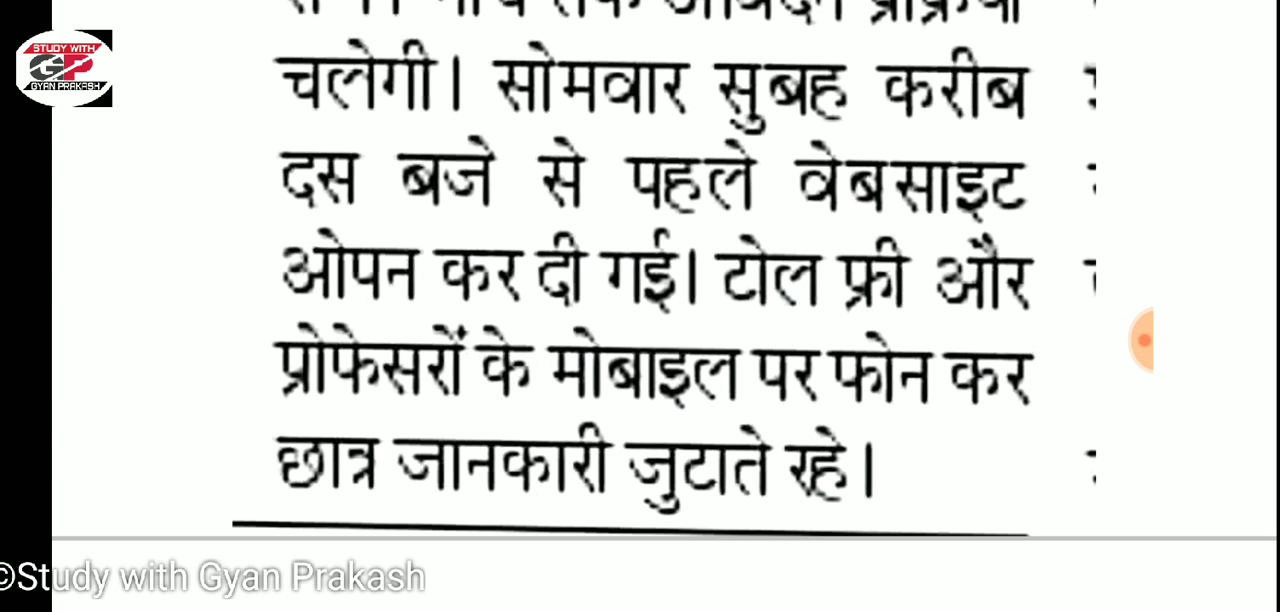 STUDY WITH
GP
GYAN PRAKASH
चलेगी। सोमवार सुबह करीब
दस बजे से पहले वेबसाइट
ओपन कर दी गई। टोल फ्री और
प्रोफेसरों के मोबाइल पर फोन कर
छात्र जानकारी जुटाते रहे।
©Study with Gyan Prakash